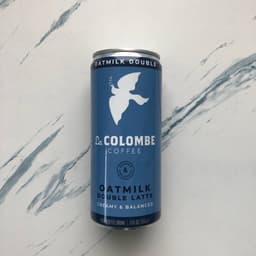 OATMILK DOUBLE
La COLOMBE
COFFEE
OATMILK
DOUBLE LATTE
CREAMY & BALANCED